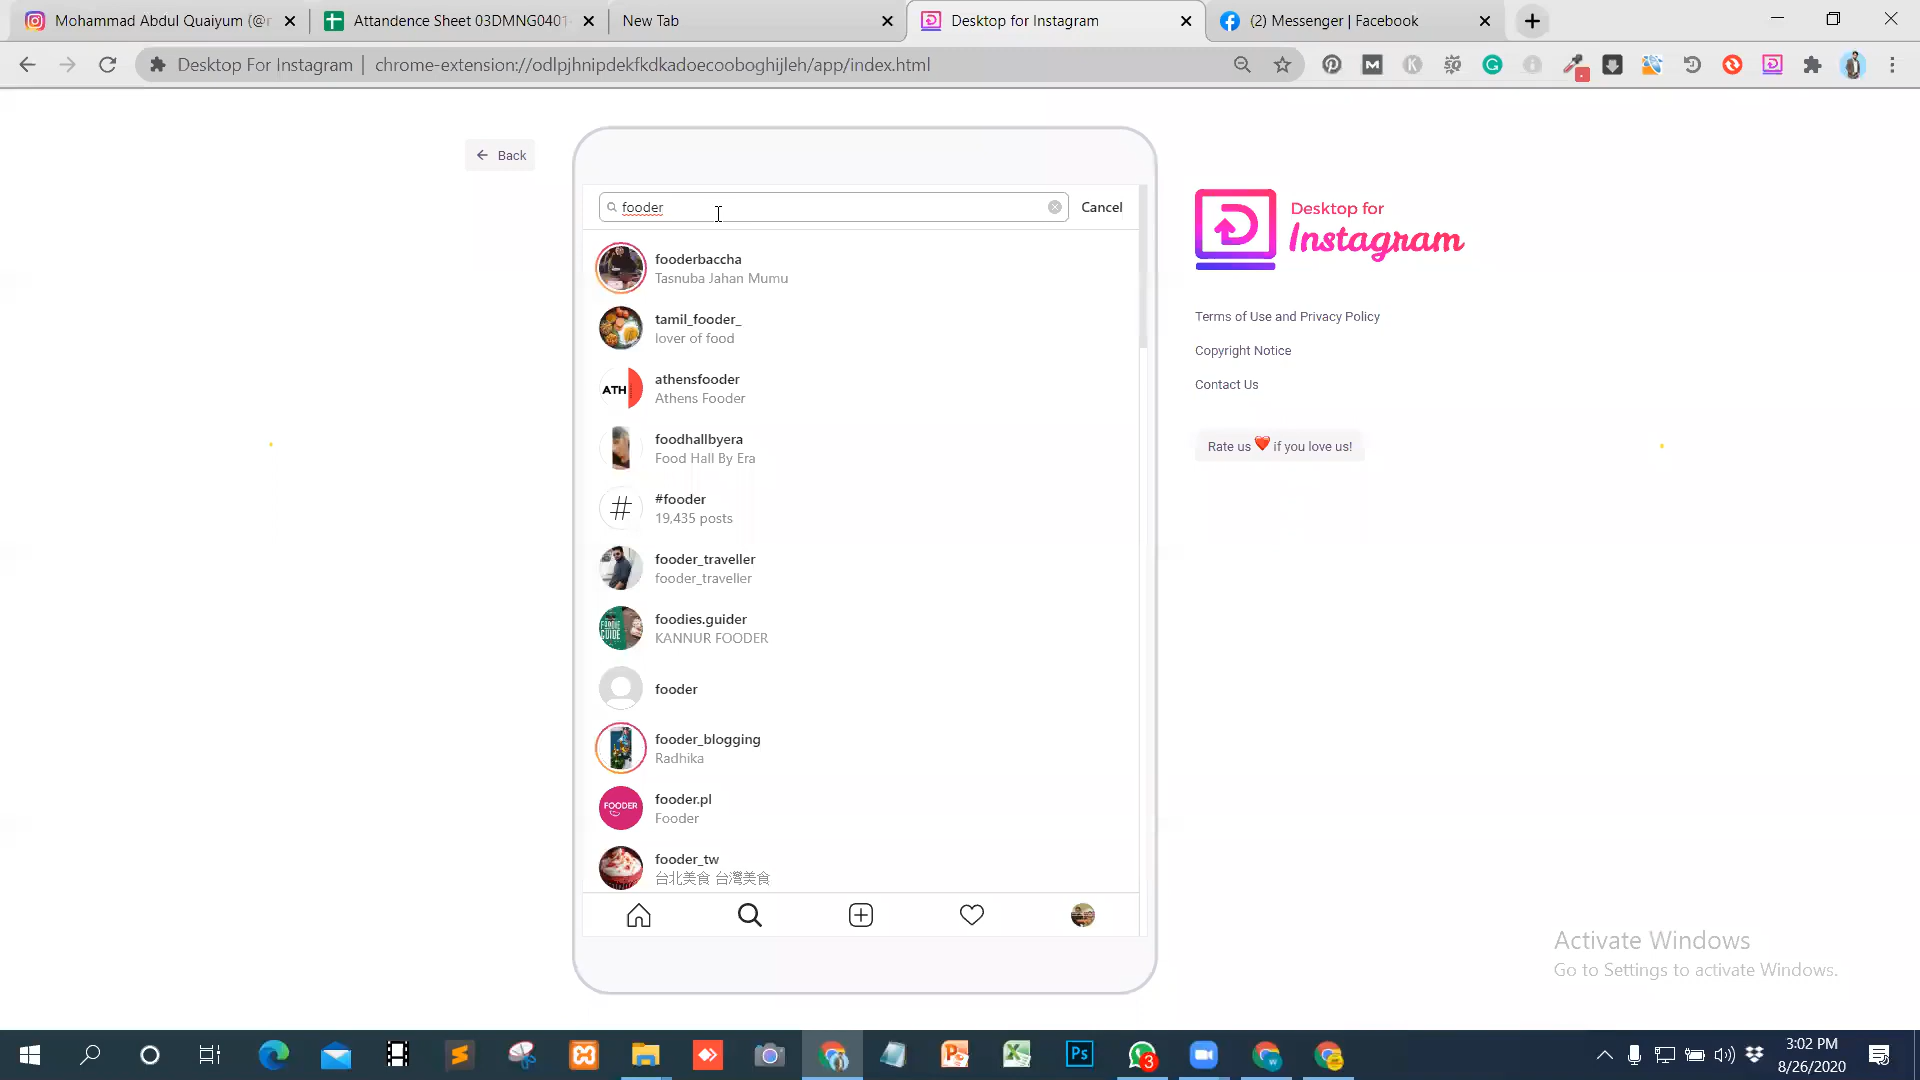 Mohammad Abdul Quaiyum (@r
Attandence Sheet 03DMNG0401
New Tab
Desktop for Instagram
(2) Messenger | Facebook
Desktop For Instagram | chrome-extension://odlpjhnipdekfkdkadoecooboghijleh/app/index.html
Back
fooder
Cancel
fooderbaccha
Tasnuba Jahan Mumu
tamil_fooder_
lover of food
ATH
athensfooder
Athens Fooder
foodhallbyera
Food Hall By Era
#fooder
19,435 posts
fooder_traveller
fooder_traveller
FOODIE
GUIDE
foodies.guider
KANNUR FOODER
fooder
fooder_blogging
Radhika
FOODER
fooder.pl
Fooder
fooder_tw
台北美食 台灣美食
Desktop for
Instagram
Terms of Use and Privacy Policy
Copyright Notice
Contact Us
Rate us ❤️ if you love us!
Activate Windows
Go to Settings to activate Windows.
3
3:02 PM
8/26/2020